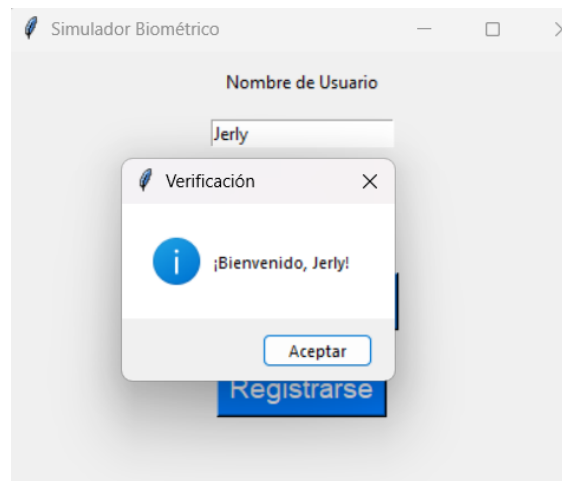 Simulador Biométrico
Nombre de Usuario
Jerly
Verificación
¡Bienvenido, Jerly!
Aceptar
Registrarse